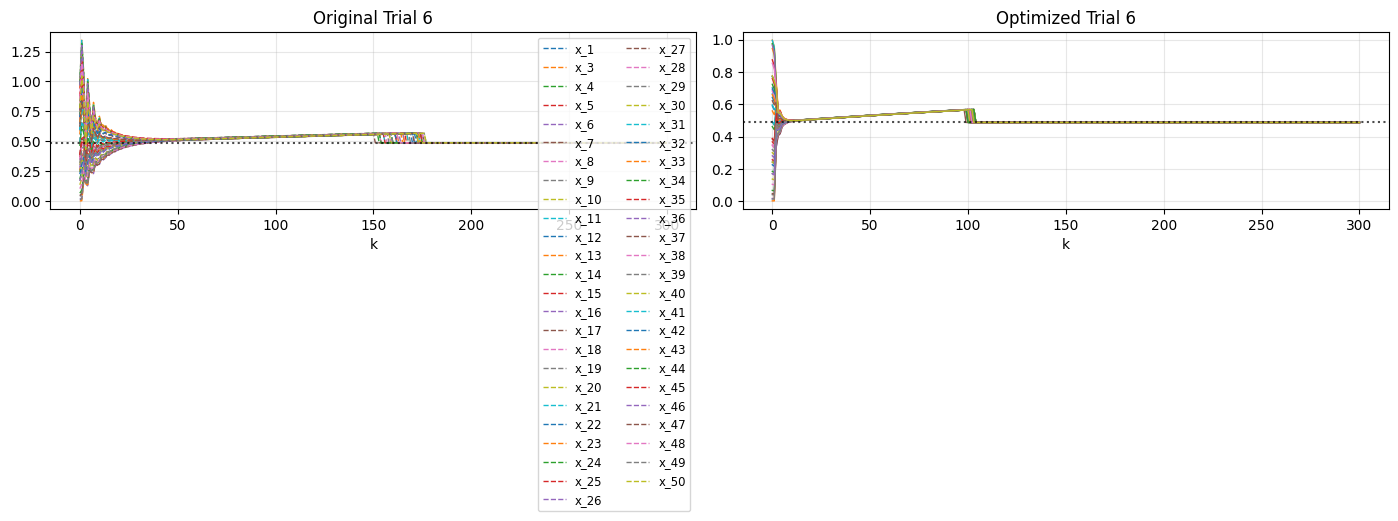 Original Trial 6
1.25
1.00
0.75
0.50
0.25
0.00
0
50
100
150
200
250
300
k
x_1
x_3
x_4
x_5
x_6
x_7
x_8
x_9
x_10
x_11
x_12
x_13
x_14
x_15
x_16
x_17
x_18
x_19
x_20
x_21
x_22
x_23
x_24
x_25
x_26
x_27
x_28
x_29
x_30
x_31
x_32
x_33
x_34
x_35
x_36
x_37
x_38
x_39
x_40
x_41
x_42
x_43
x_44
x_45
x_46
x_47
x_48
x_49
x_50
Optimized Trial 6
1.0
0.8
0.6
0.4
0.2
0.0
0
50
100
150
200
250
300
k